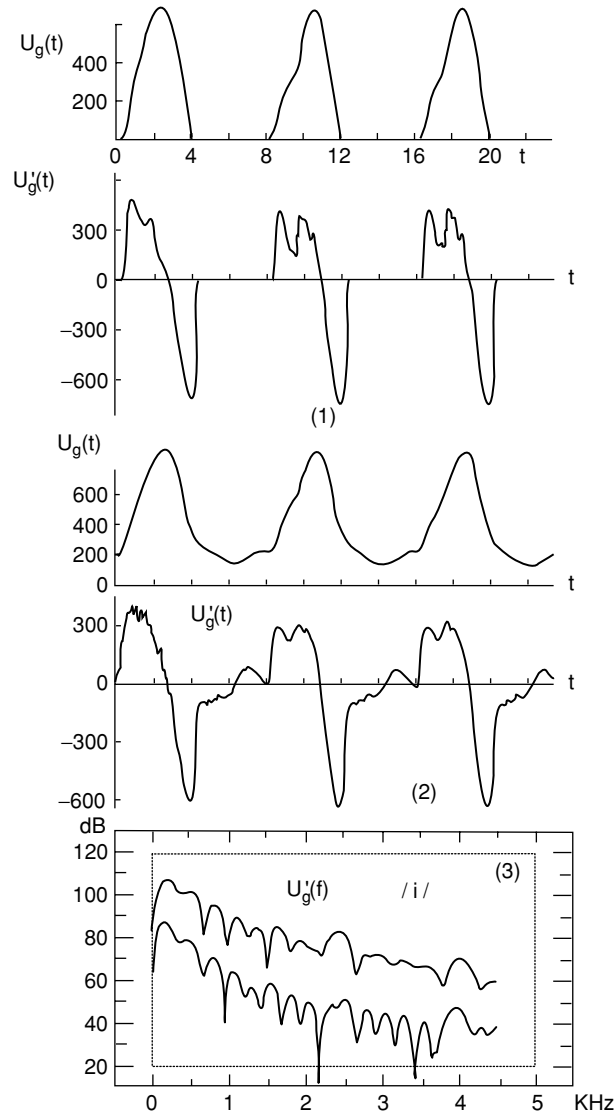 U_g(t)
400
200
0 4 8 12 16 20 t
U'_g(t)
300
0 t
–300
–600
(1)
U_g(t)
600
400
200
0 t
U'_g(t)
300
0 t
–300
–600
(2)
dB
120
(3)
U'_g(f) / i /
100
80
60
40
20
0 1 2 3 4 5 KHz